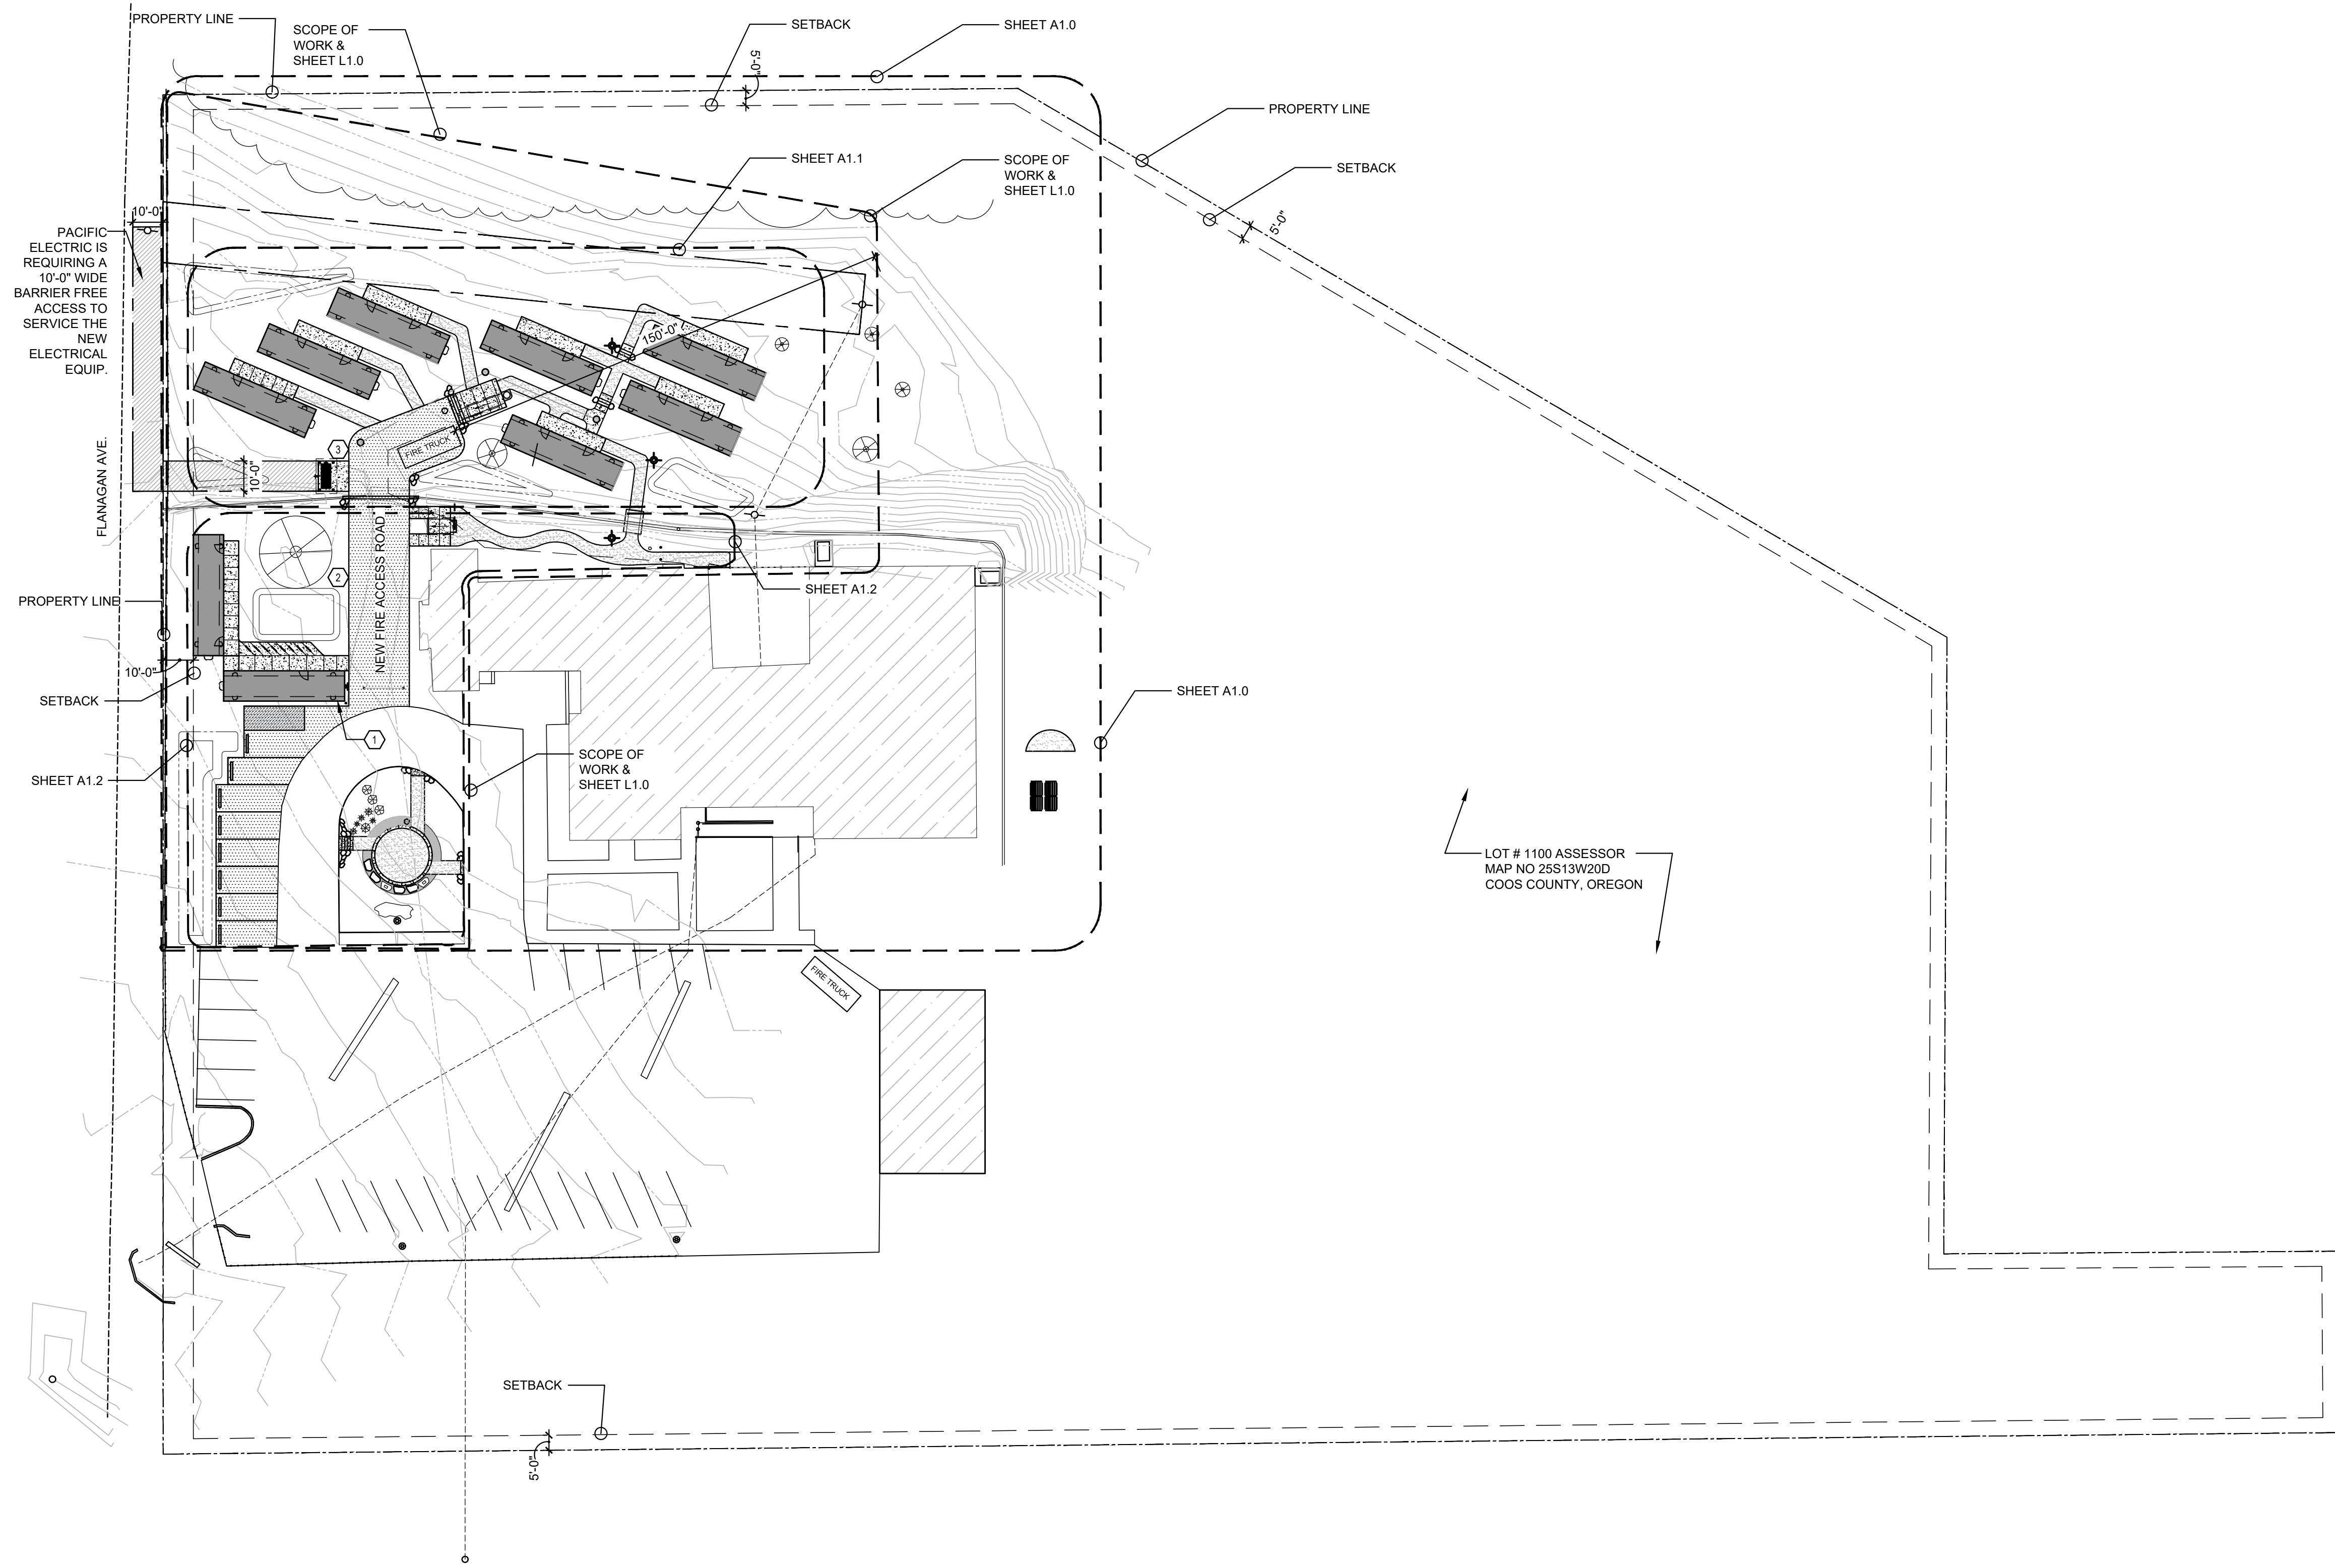 PROPERTY LINE
SCOPE OF
WORK &
SHEET L1.0
SETBACK
SHEET A1.0
5'-0"
PROPERTY LINE
SETBACK
5'-0"
SHEET A1.1
SCOPE OF
WORK &
SHEET L1.0
10'-0"
PACIFIC
ELECTRIC IS
REQUIRING A
10'-0" WIDE
BARRIER FREE
ACCESS TO
SERVICE THE
NEW
ELECTRICAL
EQUIP.
150'-0"
FIRE TRUCK
3
10'-0"
FLANAGAN AVE.
NEW FIRE ACCESS ROAD
2
SHEET A1.2
PROPERTY LINE
10'-0"
SETBACK
SHEET A1.0
1
SHEET A1.2
SCOPE OF
WORK &
SHEET L1.0
LOT # 1100 ASSESSOR
MAP NO 25S13W20D
COOS COUNTY, OREGON
FIRE TRUCK
SETBACK
5'-0"